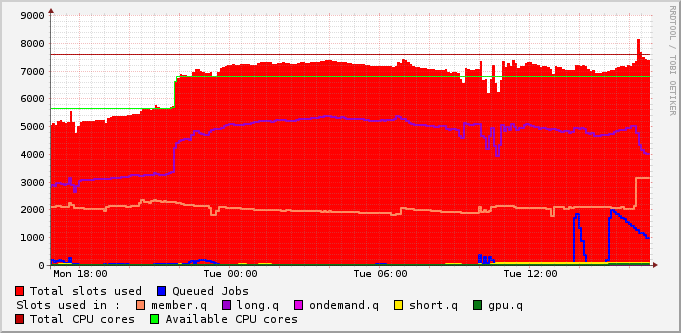 RRDTOOL / TOBI OETIKER
9000
8000
7000
6000
5000
4000
3000
2000
1000
0
Mon 18:00 Tue 00:00 Tue 06:00 Tue 12:00
Total slots used Queued Jobs
Slots used in : member.q long.q ondemand.q short.q gpu.q
Total CPU cores Available CPU cores